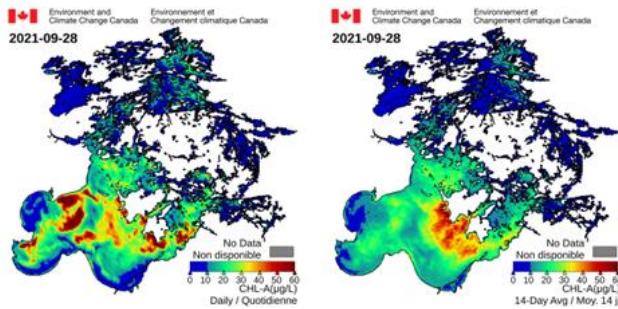 Environment and Environnement et
Climate Change Canada Changement climatique Canada
2021-09-28
No Data
Non disponible
0 10 20 30 40 50 60
CHL-A(µg/L)
Daily / Quotidienne
Environment and Environnement et
Climate Change Canada Changement climatique Canada
2021-09-28
No Data
Non disponible
0 10 20 30 40 50 6
CHL-A(µg/L
14-Day Avg / Moy. 14 j